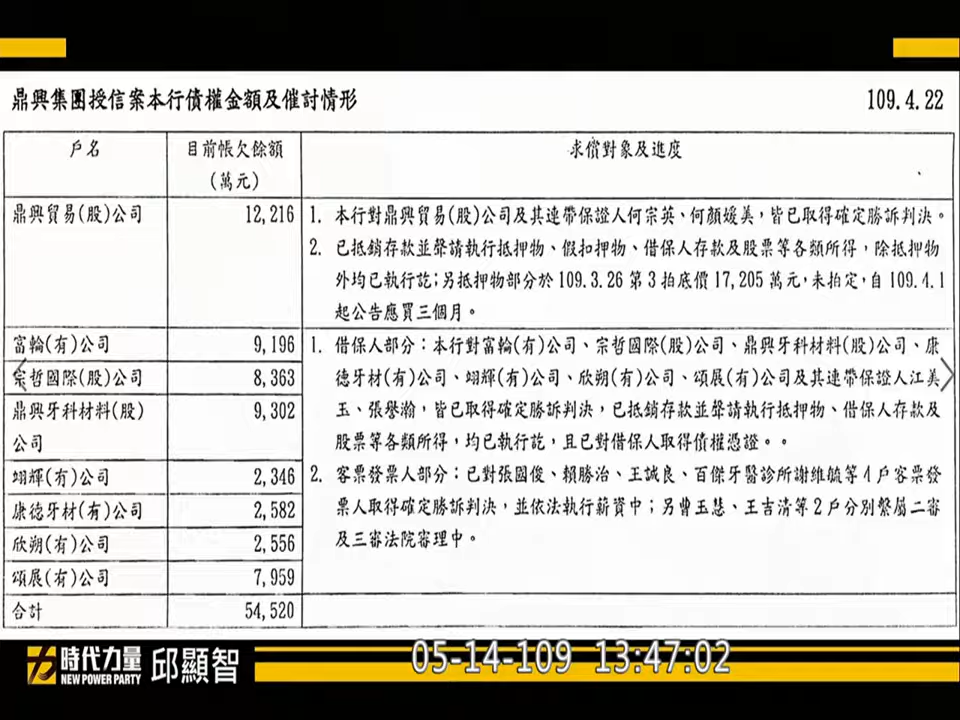 鼎興集團授信案本行債權金額及催討情形
109.4.22
戶名
目前帳欠餘額
(萬元)
求償對象及進度
鼎興貿易(股)公司
12,216
1. 本行對鼎興貿易(股)公司及其連帶保證人何宗英、何顏媛美，皆已取得確定勝訴判決。
2. 已抵銷存款並聲請執行抵押物、假扣押物、借保人存款及股票等各類所得，除抵押物
外均已執行訖；另抵押物部分於 109.3.26 第 3 拍底價 17,205 萬元，未拍定，自 109.4.1
起公告應買三個月。
富輪(有)公司
9,196
宗哲國際(股)公司
8,363
鼎興牙科材料(股)
公司
9,302
翊輝(有)公司
2,346
康德牙材(有)公司
2,582
欣朔(有)公司
2,556
頌展(有)公司
7,959
1. 借保人部分：本行對富輪(有)公司、宗哲國際(股)公司、鼎興牙科材料(股)公司、康
德牙材(有)公司、翊輝(有)公司、欣朔(有)公司、頌展(有)公司及其連帶保證人江美
玉、張譽瀚，皆已取得確定勝訴判決，已抵銷存款並聲請執行抵押物、借保人存款及
股票等各類所得，均已執行訖，且已對借保人取得債權憑證。。
2. 客票發票人部分：已對張國俊、賴勝治、王誠良、百傑牙醫診所謝維毓等 4 戶客票發
票人取得確定勝訴判決，並依法執行薪資中；另曹玉慧、王吉清等 2 戶分別繫屬二審
及三審法院審理中。
合計
54,520
時代力量
NEW POWER PARTY
邱顯智
05-14-109 13:47:02